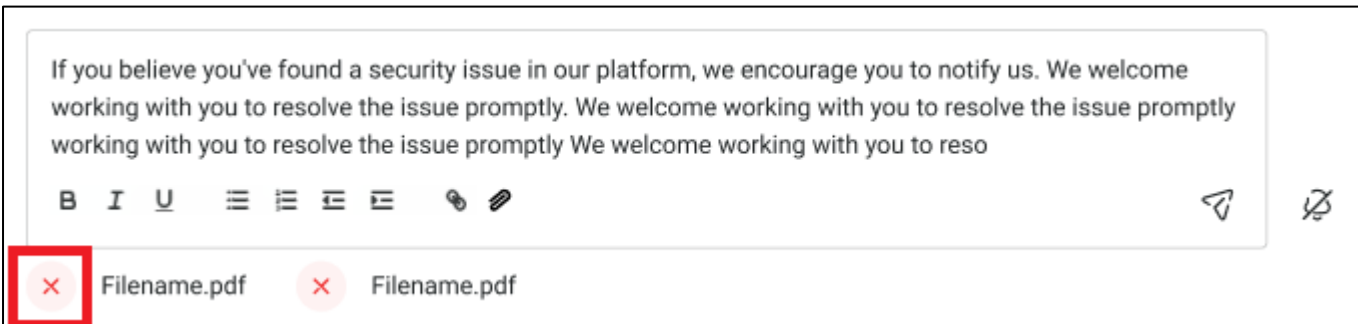 If you believe you've found a security issue in our platform, we encourage you to notify us. We welcome
working with you to resolve the issue promptly. We welcome working with you to resolve the issue promptly
working with you to resolve the issue promptly We welcome working with you to reso
B I U
Filename.pdf Filename.pdf